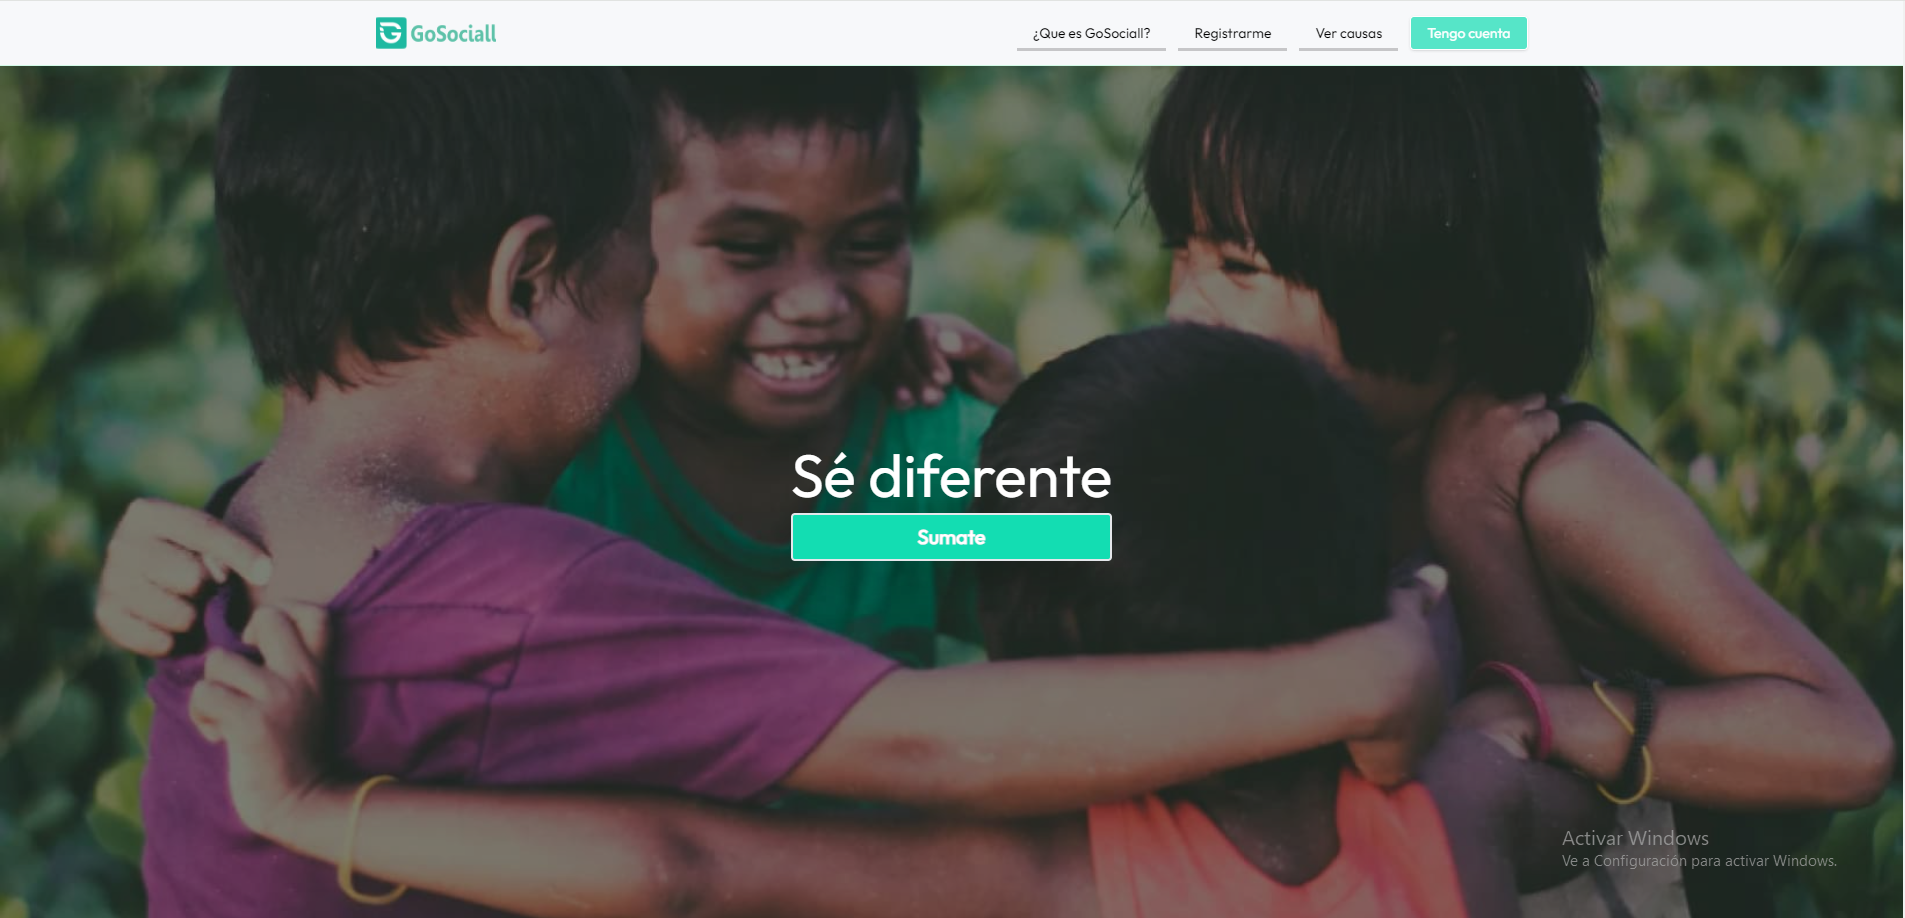 GoSociall
¿Que es GoSociall?
Registrarme
Ver causas
Tengo cuenta
Sé diferente
Sumate
Activar Windows
Ve a Configuración para activar Windows.